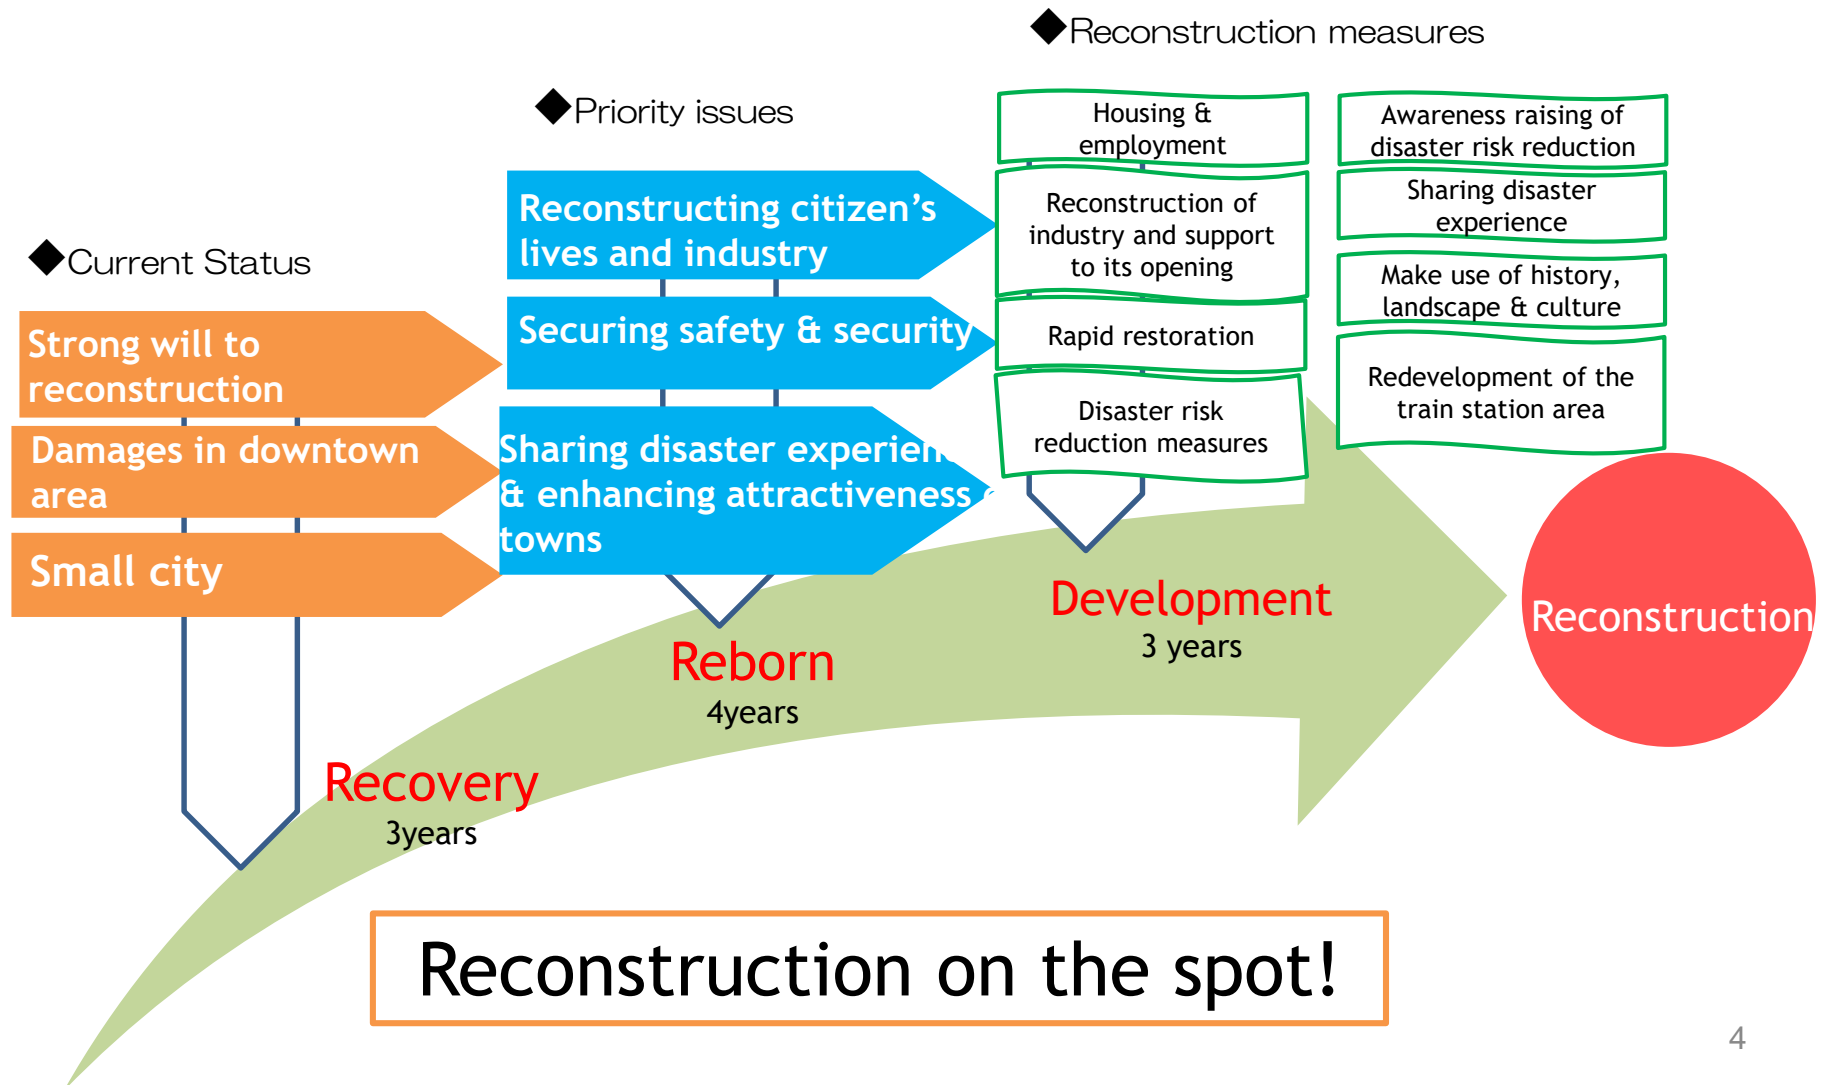 ◆Reconstruction measures
◆Priority issues
◆Current Status
Strong will to
reconstruction
Damages in downtown
area
Small city
Reconstructing citizen’s
lives and industry
Securing safety & security
Sharing disaster
& enhancing attractiveness
towns
Housing &
employment
Reconstruction of
industry and support
to its opening
Rapid restoration
Disaster risk
reduction measures
Awareness raising of
disaster risk reduction
Sharing disaster
experience
Make use of history,
landscape & culture
Redevelopment of the
train station area
Recovery
3years
Reborn
4years
Development
3 years
Reconstruction
Reconstruction on the spot!
4